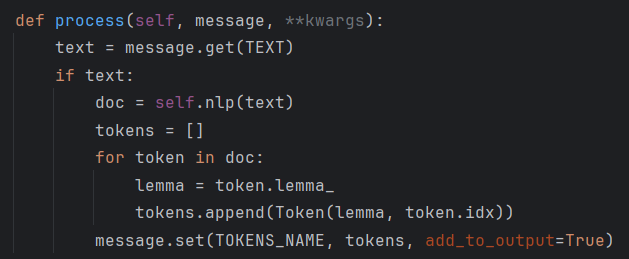 def process(self, message, **kwargs):
    text = message.get(TEXT)
    if text:
        doc = self.nlp(text)
        tokens = []
        for token in doc:
            lemma = token.lemma_
            tokens.append(Token(lemma, token.idx))
        message.set(TOKENS_NAME, tokens, add_to_output=True)